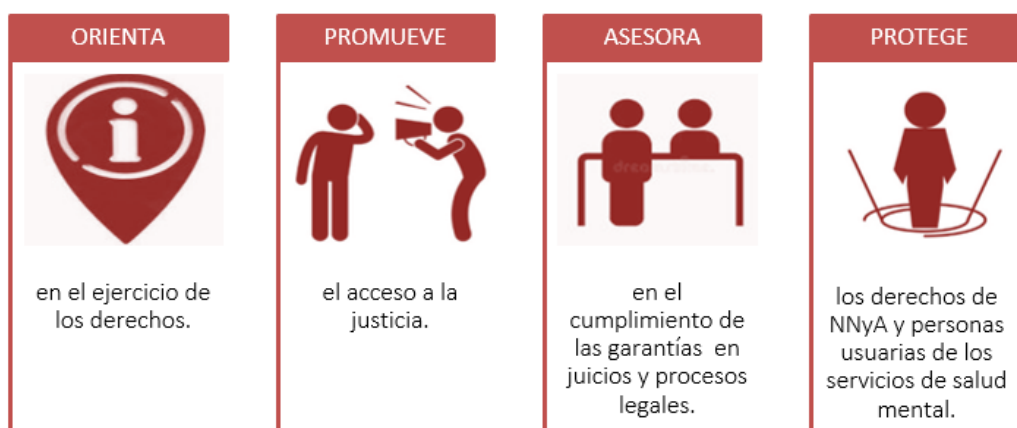 ORIENTA
en el ejercicio de
los derechos.
PROMUEVE
el acceso a la
justicia.
ASESORA
en el
cumplimiento de
las garantías  en
juicios y procesos
legales.
PROTEGE
los derechos de
NNyA y personas
usuarias de los
servicios de salud
mental.